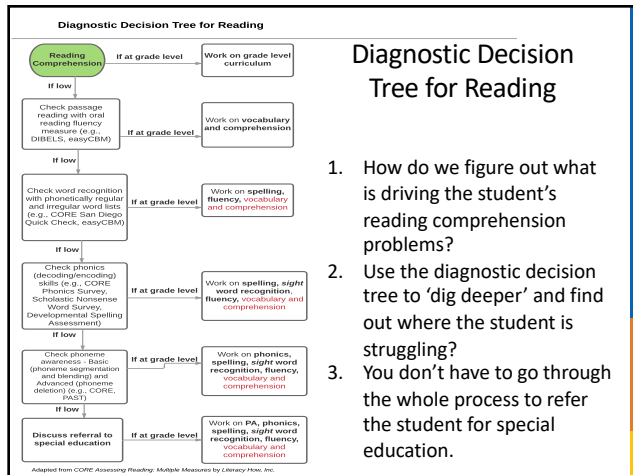 Diagnostic Decision Tree for Reading
Reading
Comprehension
If at grade level
Work on grade level
curriculum
If low
Check passage
reading with oral
reading fluency
measure (e.g.,
DIBELS, easyCBM)
If at grade level
Work on vocabulary
and comprehension
If low
Check word recognition
with phonetically regular
and irregular word lists
(e.g., CORE San Diego
Quick Check, easyCBM)
If at grade level
Work on spelling,
fluency, vocabulary
and comprehension
If low
Check phonics
(decoding/encoding)
skills (e.g., CORE
Phonics Survey,
Scholastic Nonsense
Word Survey,
Developmental Spelling
Assessment)
If at grade level
Work on spelling, sight
word recognition,
fluency, vocabulary and
comprehension
If low
Check phoneme
awareness - Basic
(phoneme segmentation
and blending) and
Advanced (phoneme
deletion) (e.g., CORE,
PAST)
If at grade level
Work on phonics,
spelling, sight word
recognition, fluency,
vocabulary and
comprehension
If low
Discuss referral to
special education
If at grade level
Work on PA, phonics,
spelling, sight word
recognition, fluency,
vocabulary and
comprehension
Adapted from CORE Assessing Reading: Multiple Measures by Literacy How, Inc.
Diagnostic Decision
Tree for Reading
1. How do we figure out what
is driving the student’s
reading comprehension
problems?
2. Use the diagnostic decision
tree to ‘dig deeper’ and find
out where the student is
struggling?
3. You don’t have to go through
the whole process to refer
the student for special
education.